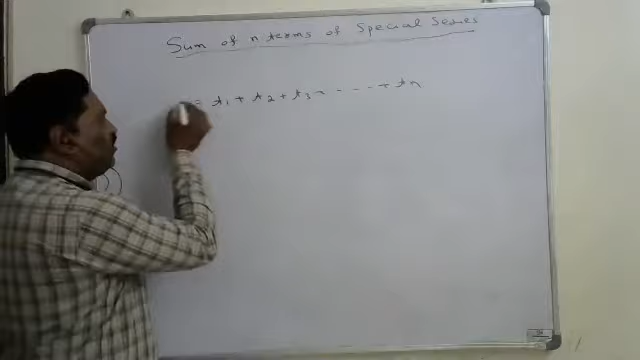 Sum of n terms of Special Series
= t1 + t2 + t3 + - - - - + tn